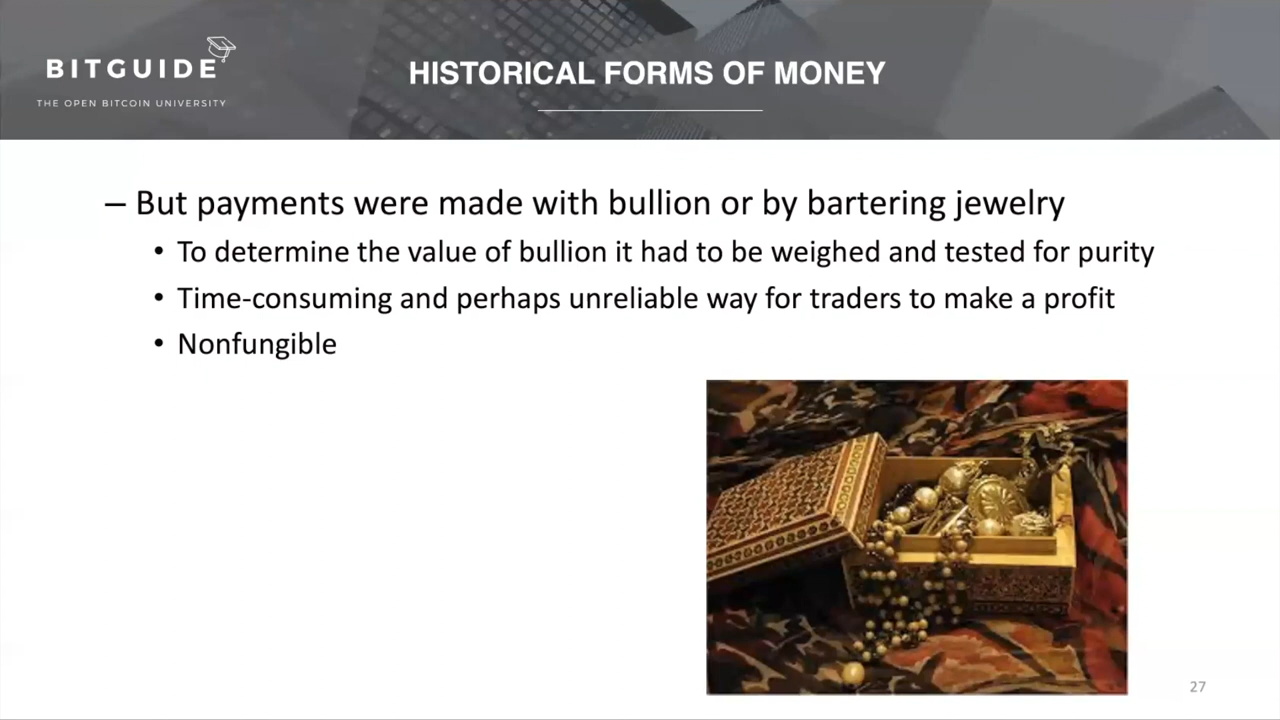 BITGUIDE
THE OPEN BITCOIN UNIVERSITY
HISTORICAL FORMS OF MONEY
– But payments were made with bullion or by bartering jewelry
• To determine the value of bullion it had to be weighed and tested for purity
• Time-consuming and perhaps unreliable way for traders to make a profit
• Nonfungible
27